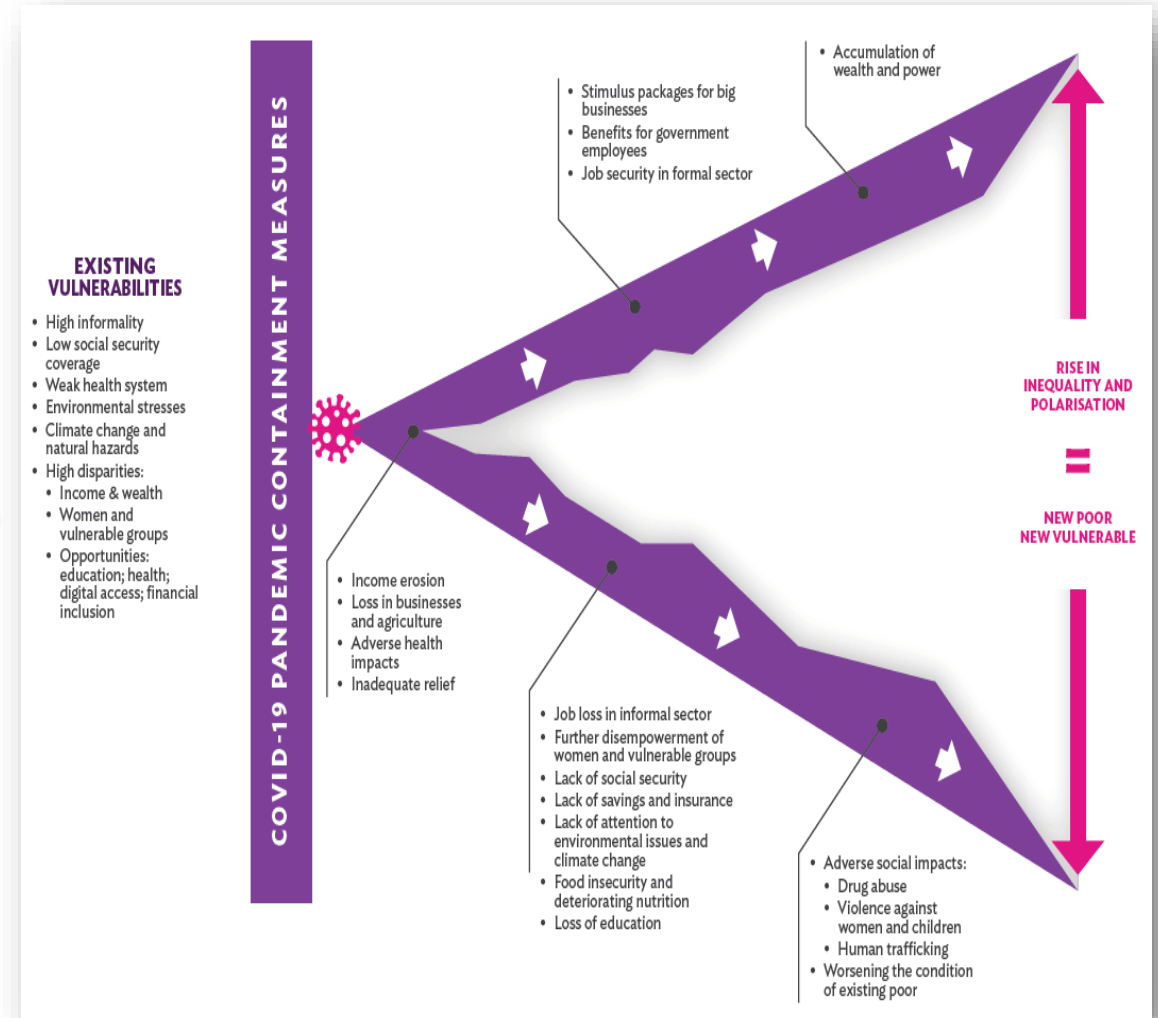 EXISTING
VULNERABILITIES
• High informality
• Low social security
coverage
• Weak health system
• Environmental stresses
• Climate change and
natural hazards
• High disparities:
• Income & wealth
• Women and
vulnerable groups
• Opportunities:
education; health;
digital access; financial
inclusion
COVID-19 PANDEMIC CONTAINMENT MEASURES
• Income erosion
• Loss in businesses
and agriculture
• Adverse health
impacts
• Inadequate relief
• Stimulus packages for big
businesses
• Benefits for government
employees
• Job security in formal sector
• Accumulation of
wealth and power
• Job loss in informal sector
• Further disempowerment of
women and vulnerable groups
• Lack of social security
• Lack of savings and insurance
• Lack of attention to
environmental issues and
climate change
• Food insecurity and
deteriorating nutrition
• Loss of education
• Adverse social impacts:
• Drug abuse
• Violence against
women and children
• Human trafficking
• Worsening the condition
of existing poor
RISE IN
INEQUALITY AND
POLARISATION
=
NEW POOR
NEW VULNERABLE